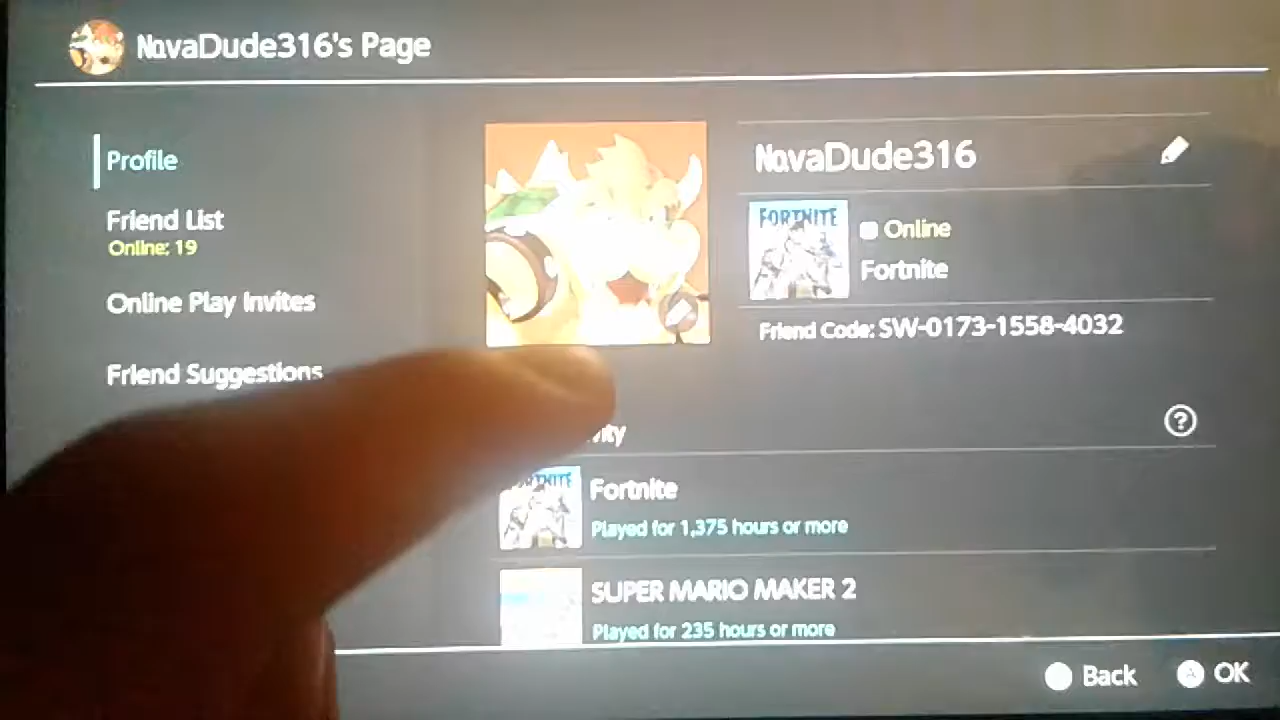 NovaDude316's Page
Profile
Friend List
Online: 19
Online Play Invites
Friend Suggestions
NovaDude316
FORTNITE
Online
Fortnite
Friend Code: SW-0173-1558-4032
Fortnite
Played for 1,375 hours or more
SUPER MARIO MAKER 2
Played for 235 hours or more
Back
A OK